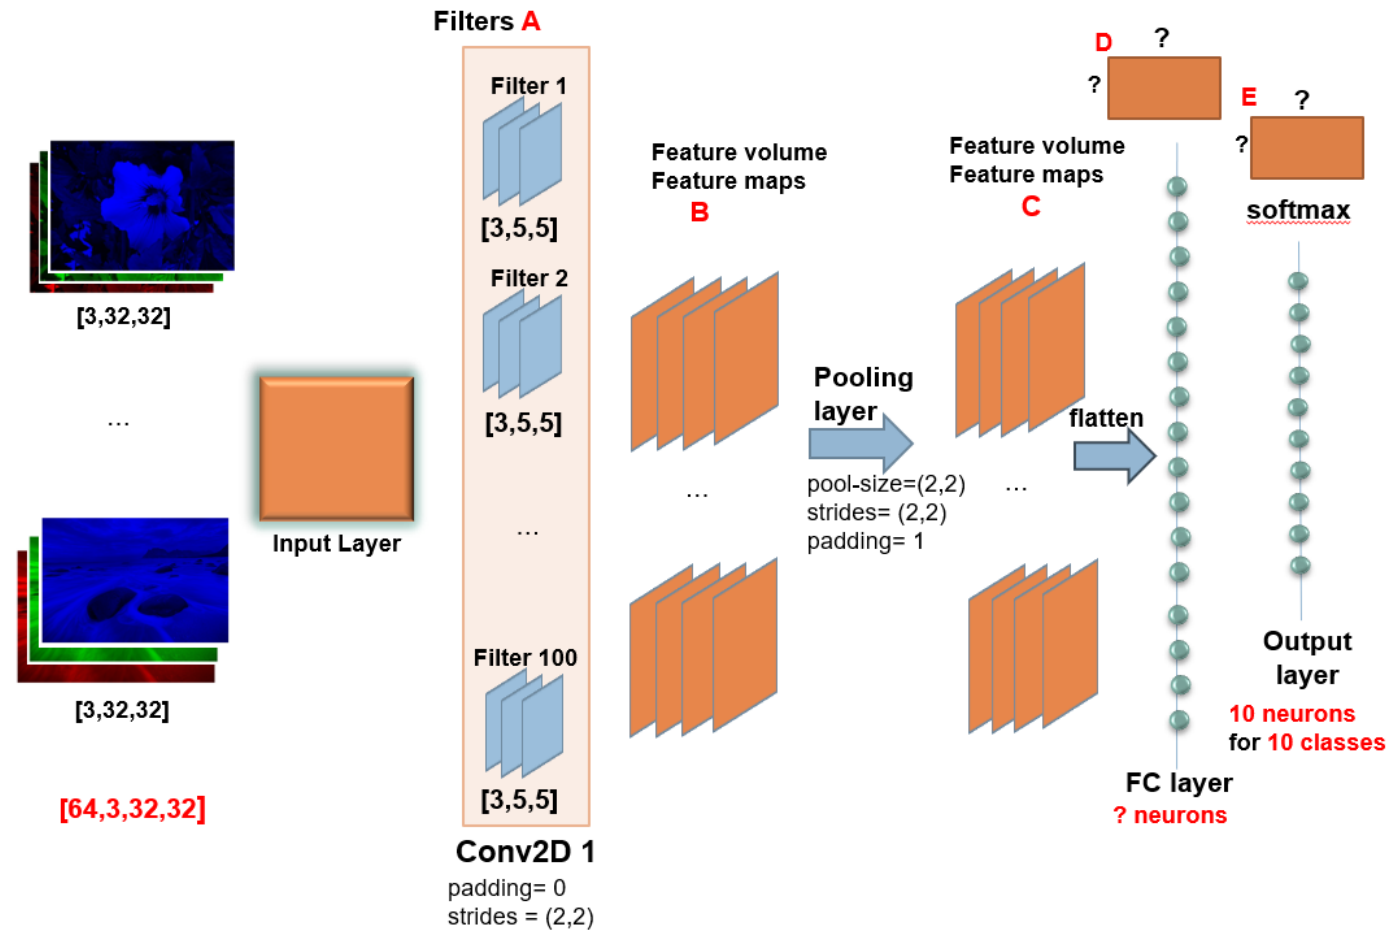 Filters A
Filter 1
[3,5,5]
Filter 2
[3,5,5]
...
Filter 100
[3,5,5]
Conv2D 1
padding= 0
strides = (2,2)
[3,32,32]
...
[3,32,32]
[64,3,32,32]
Input Layer
Feature volume
Feature maps
B
...
Pooling
layer
pool-size=(2,2)
strides= (2,2)
padding= 1
Feature volume
Feature maps
C
...
flatten
D
?
?
FC layer
? neurons
E
?
?
softmax
Output
layer
10 neurons
for 10 classes